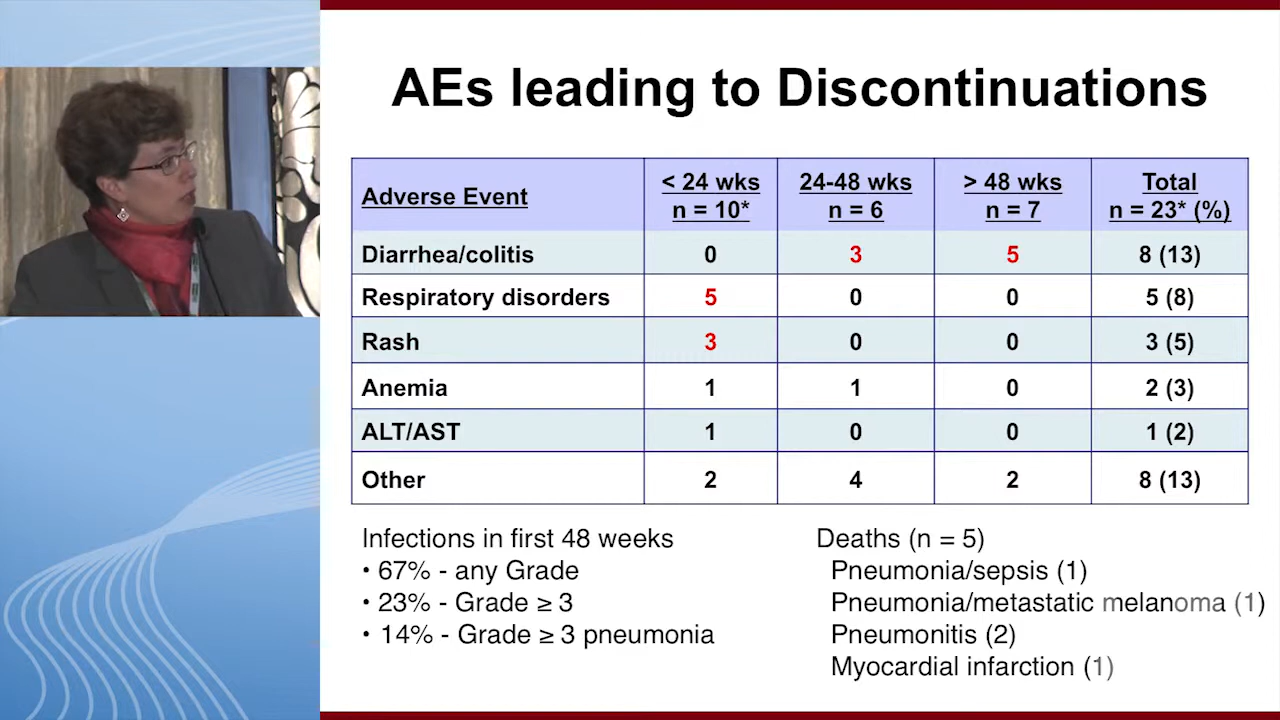 AEs leading to Discontinuations
Adverse Event < 24 wks n = 10* 24-48 wks n = 6 > 48 wks n = 7 Total n = 23* (%)
Diarrhea/colitis 0 3 5 8 (13)
Respiratory disorders 5 0 0 5 (8)
Rash 3 0 0 3 (5)
Anemia 1 1 0 2 (3)
ALT/AST 1 0 0 1 (2)
Other 2 4 2 8 (13)
Infections in first 48 weeks
• 67% - any Grade
• 23% - Grade ≥ 3
• 14% - Grade ≥ 3 pneumonia
Deaths (n = 5)
Pneumonia/sepsis (1)
Pneumonia/metastatic melanoma (1)
Pneumonitis (2)
Myocardial infarction (1)